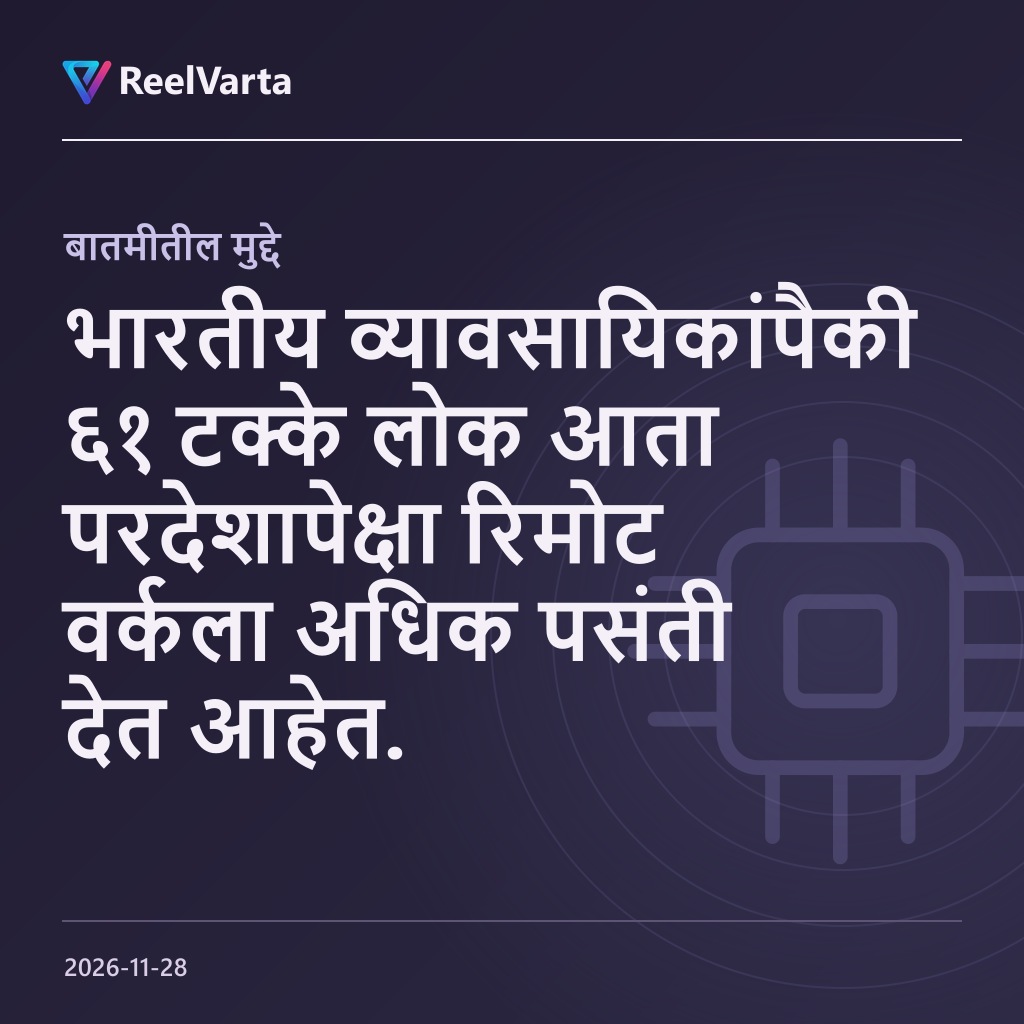 ReelVarta
बातमीतील मुद्दे
भारतीय व्यावसायिकांपैकी
६१ टक्के लोक आता
परदेशापेक्षा रिमोट
वर्कला अधिक पसंती
देत आहेत.
2026-11-28